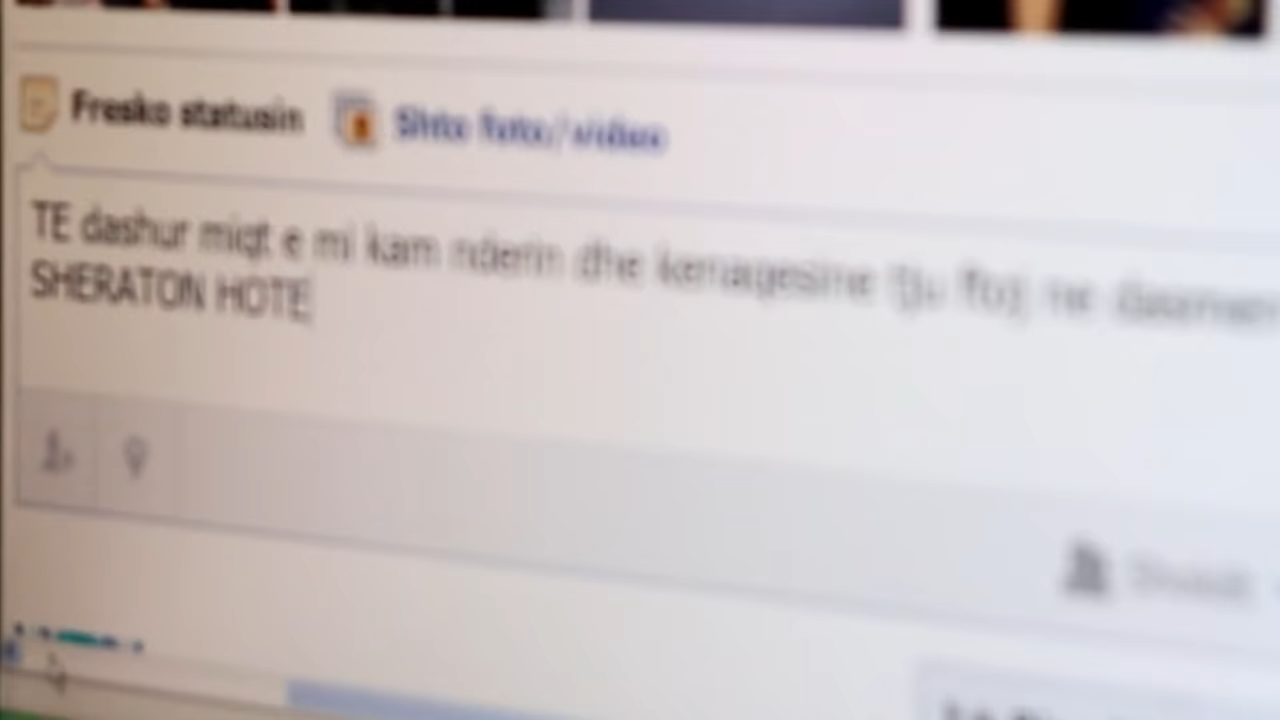 Fresko statusin
Shto foto/video
TE dashur miqt e mi kam nderin dhe kenaqesine tju ftoj ne
SHERATON HOTE